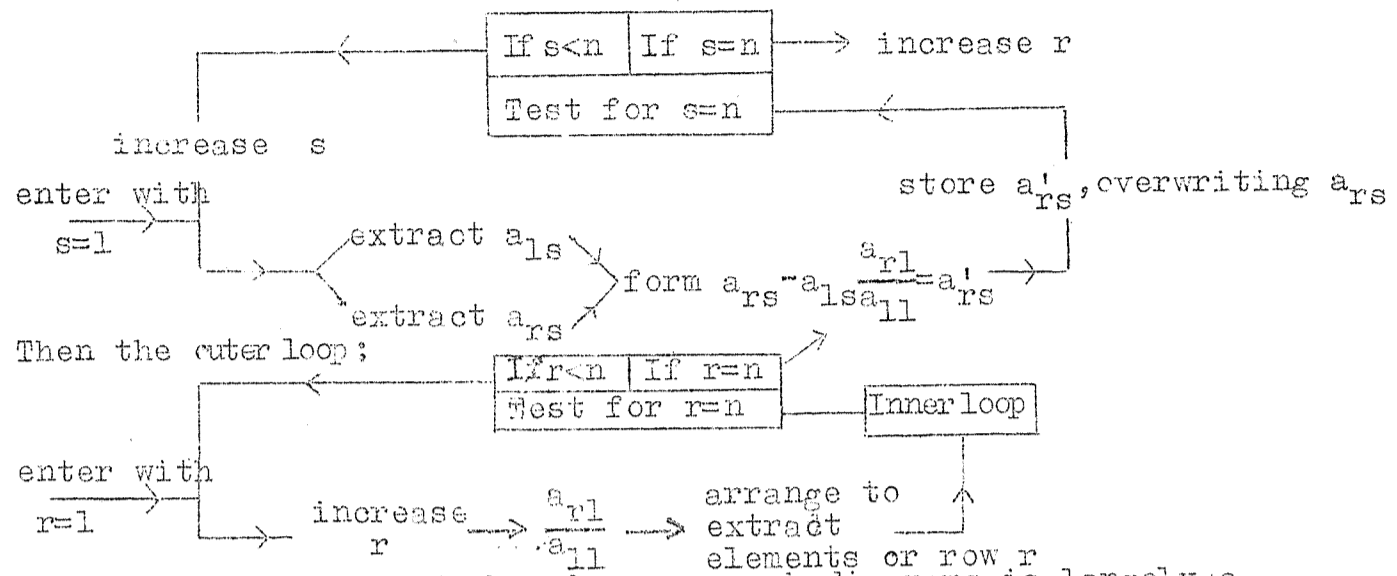 If s<n If s=n increase r
Test for s=n
increase s
enter with
s=1
store a'rs, overwriting ars
extract a1s
form ars - a1s ar1/a11 = a'rs
extract ars
Then the outer loop;
If r<n If r=n
Test for r=n
Inner loop
enter with
r=1
increase r
ar1/a11
arrange to
extract
elements or row r
is largely